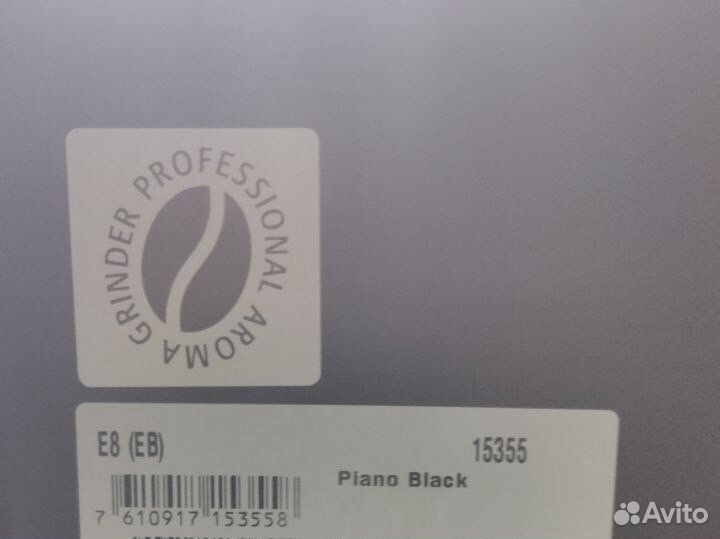 PROFESSIONAL AROMA GRINDER
E8 (EB)
15355
Piano Black
7 610917 153558
Avito